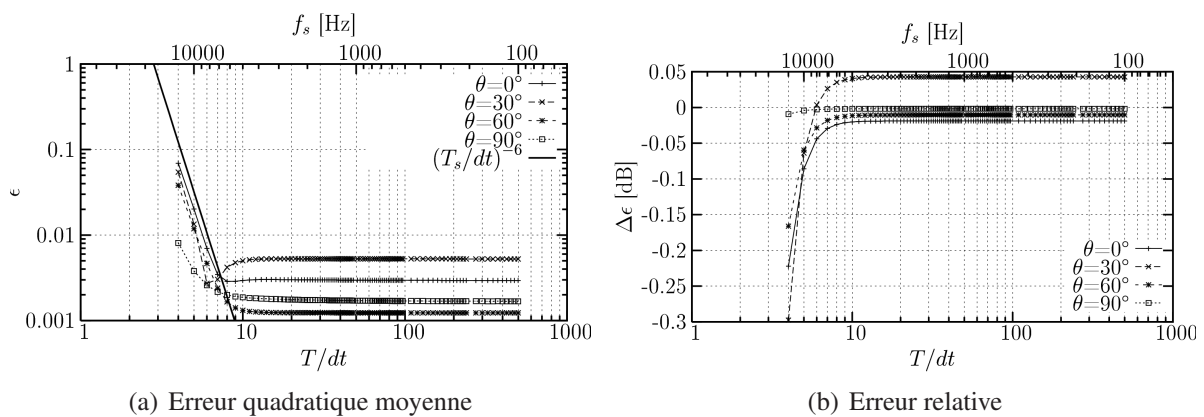 f_s [Hz]
10000 1000 100
1
0.1
0.01
0.001
ϵ
θ=0°
θ=30°
θ=60°
θ=90°
(T_s/dt)^-6
1 10 100 1000
T/dt
(a) Erreur quadratique moyenne
f_s [Hz]
10000 1000 100
0.05
0
-0.05
-0.1
-0.15
-0.2
-0.25
-0.3
Δϵ [dB]
θ=0°
θ=30°
θ=60°
θ=90°
1 10 100 1000
T/dt
(b) Erreur relative